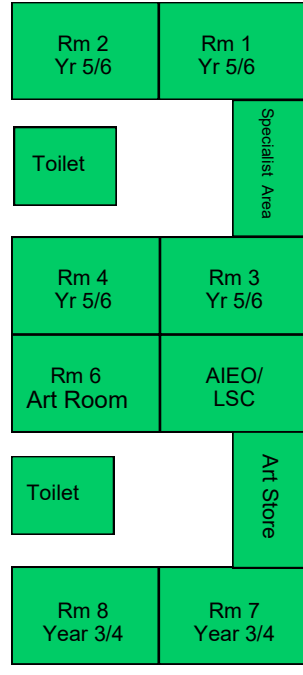 Rm 2
Yr 5/6
Rm 1
Yr 5/6
Toilet
Specialist Area
Rm 4
Yr 5/6
Rm 3
Yr 5/6
Rm 6
Art Room
AIEO/
LSC
Toilet
Art Store
Rm 8
Year 3/4
Rm 7
Year 3/4